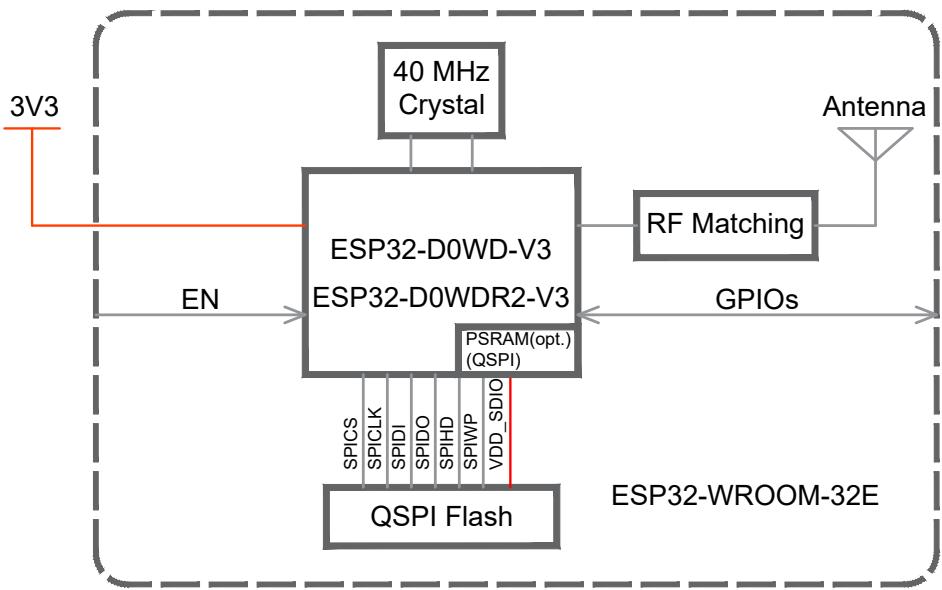 40 MHz
Crystal
3V3
Antenna
RF Matching
ESP32-D0WD-V3
ESP32-D0WDR2-V3
EN
GPIOs
PSRAM(opt.)
(QSPI)
SPICS
SPICLK
SPIDI
SPIDO
SPIHD
SPIWP
VDD_SDIO
ESP32-WROOM-32E
QSPI Flash